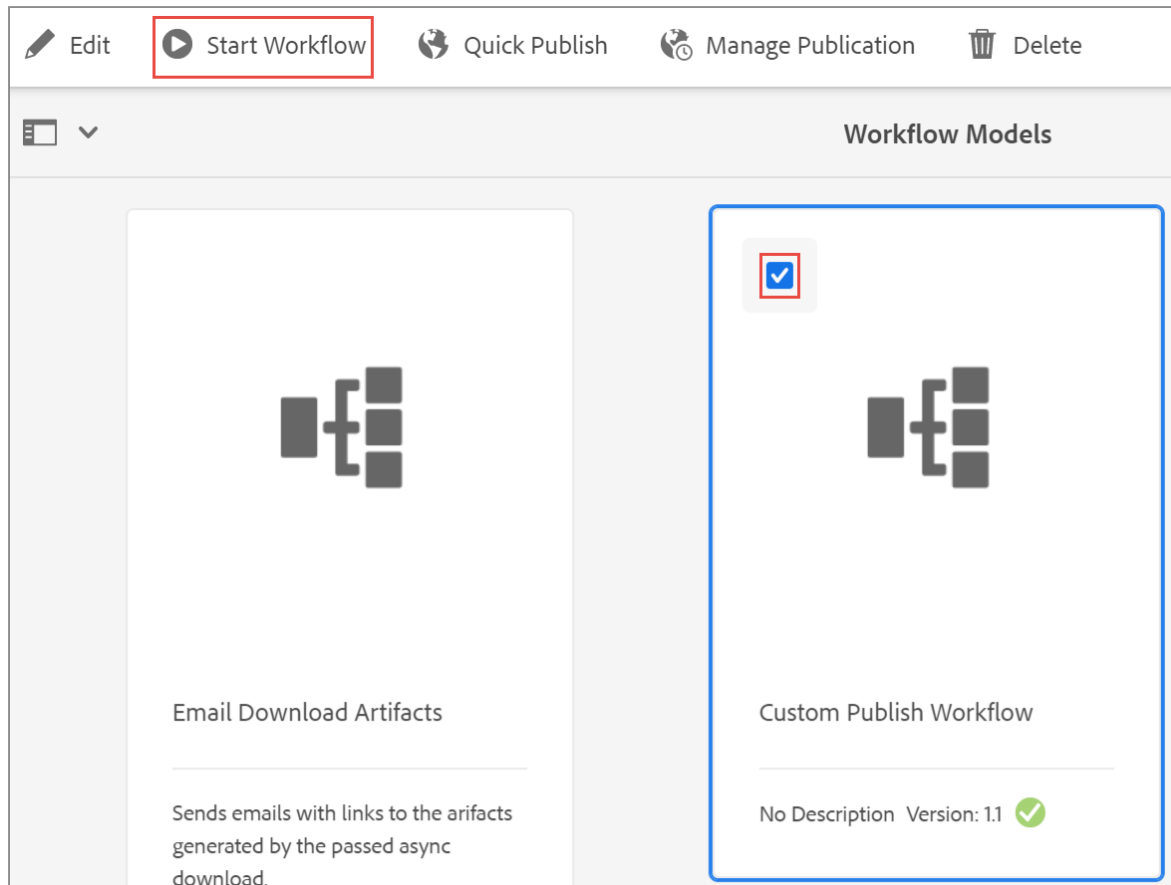 Edit Start Workflow Quick Publish Manage Publication Delete
Workflow Models
Email Download Artifacts
Sends emails with links to the arifacts
generated by the passed async
download.
Custom Publish Workflow
No Description Version: 1.1